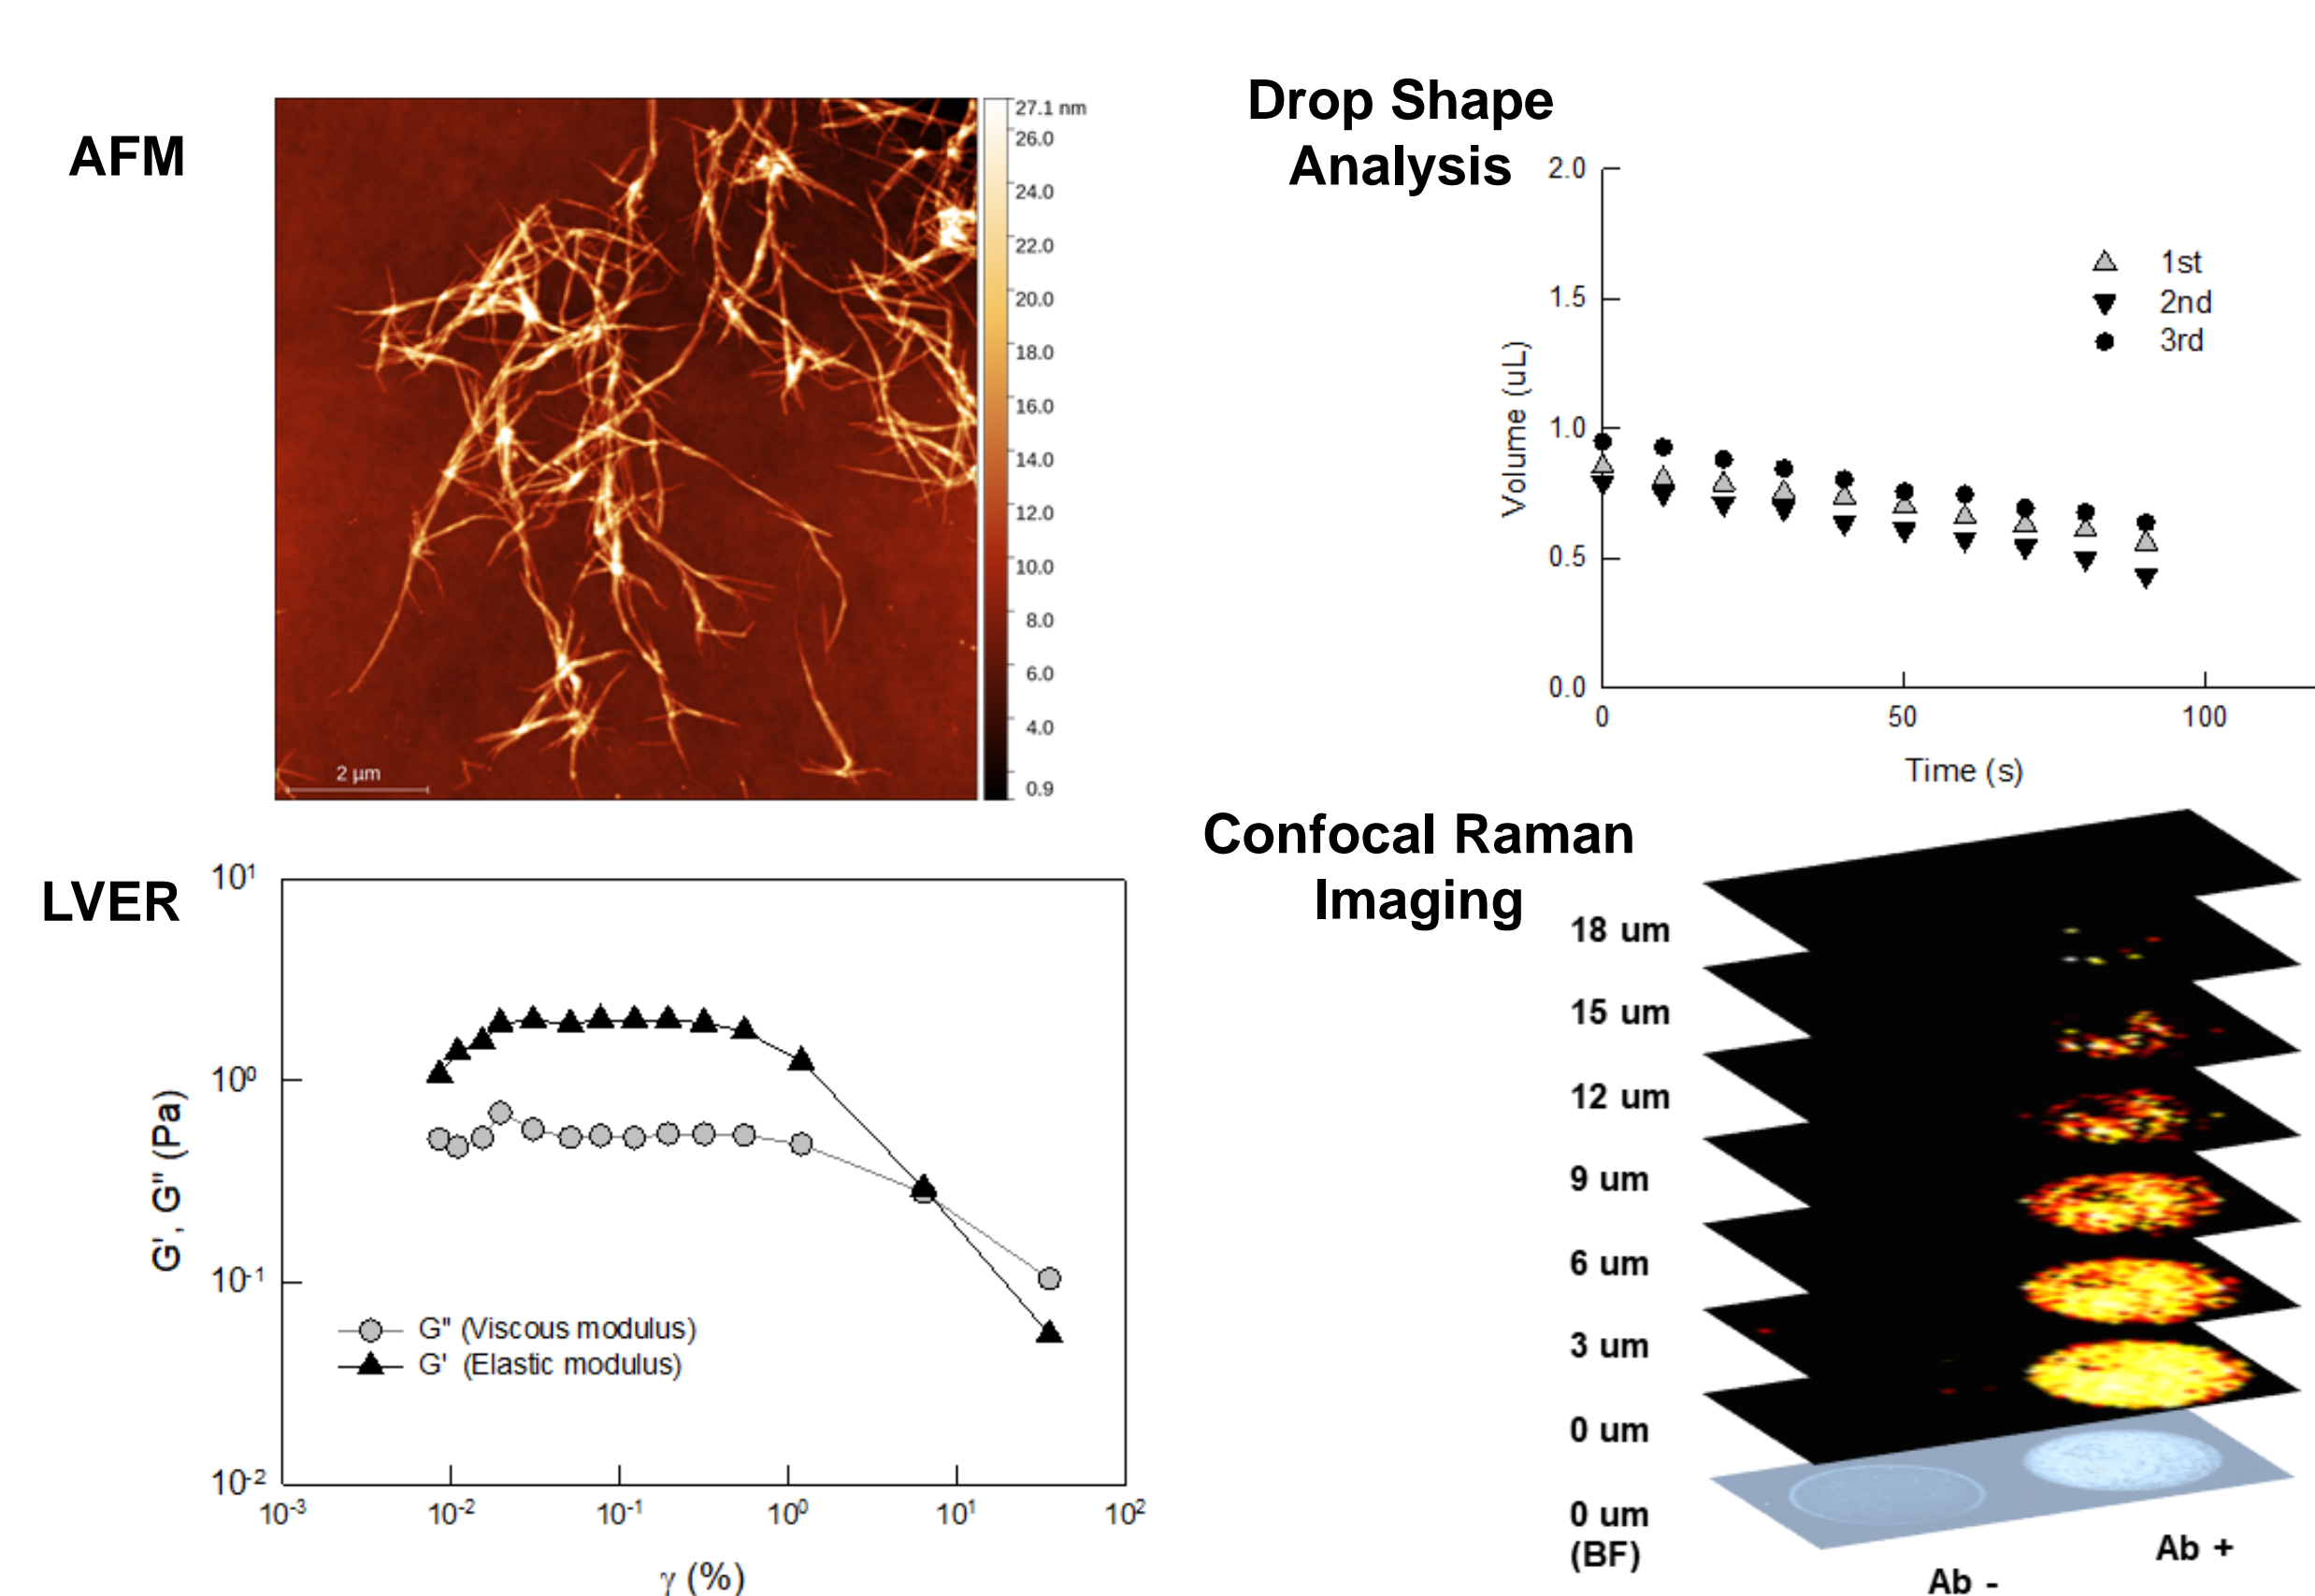 AFM
27.1 nm
26.0
24.0
22.0
20.0
18.0
16.0
14.0
12.0
10.0
8.0
6.0
4.0
0.9
2 µm
Drop Shape
Analysis
2.0
1.5
1.0
0.5
0.0
Volume (uL)
1st
2nd
3rd
0 50 100
Time (s)
LVER
10¹
10⁰
10⁻¹
10⁻²
G', G" (Pa)
G" (Viscous modulus)
G' (Elastic modulus)
10⁻³ 10⁻² 10⁻¹ 10⁰ 10¹ 10²
γ (%)
Confocal Raman
Imaging
18 um
15 um
12 um
9 um
6 um
3 um
0 um
0 um
(BF)
Ab +
Ab -